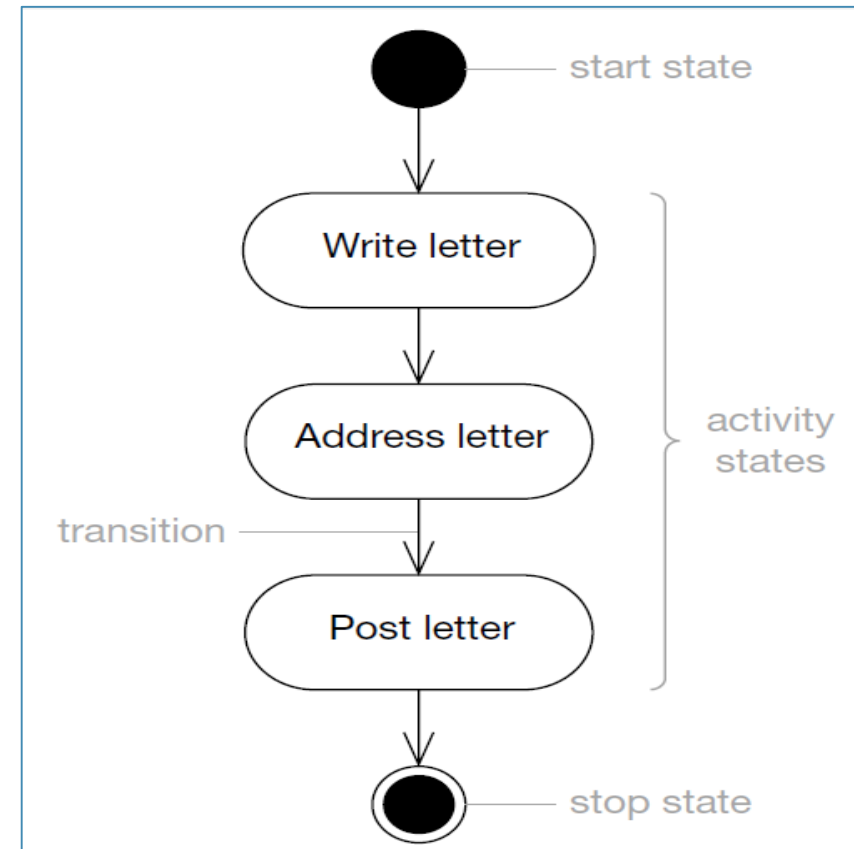 start state
Write letter
Address letter
activity
states
transition
Post letter
stop state